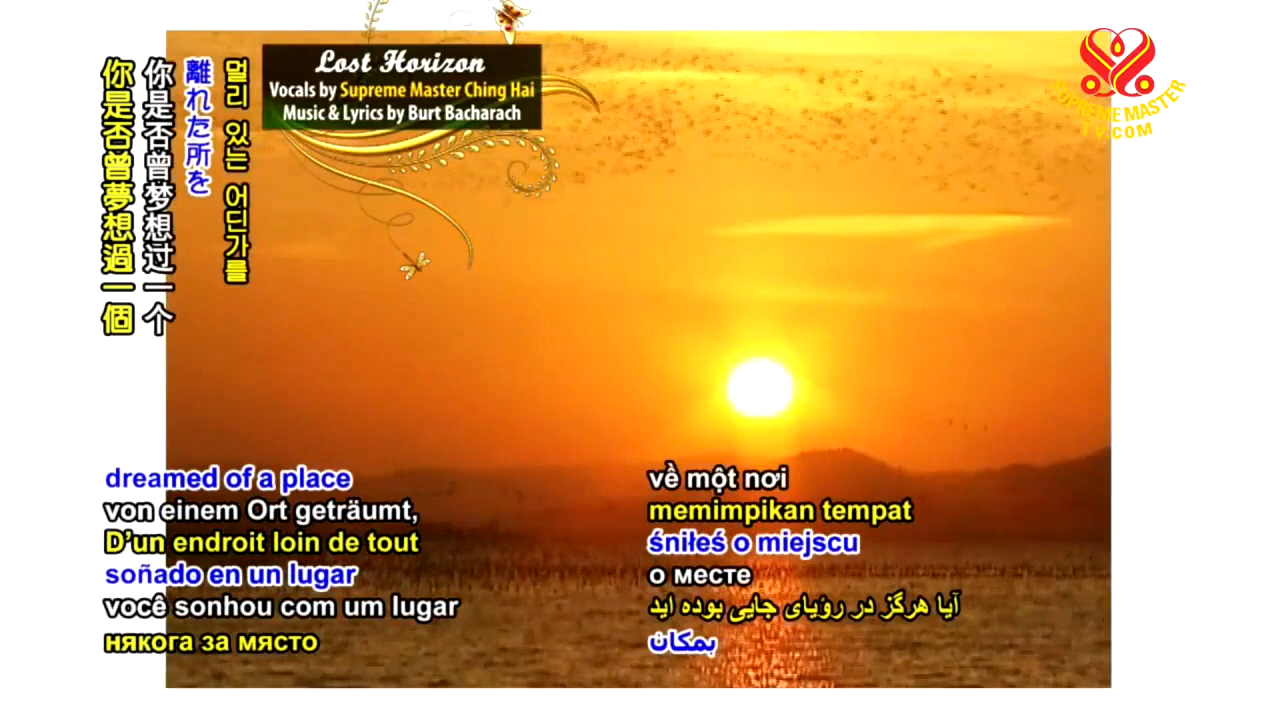 Lost Horizon
Vocals by Supreme Master Ching Hai
Music & Lyrics by Burt Bacharach
SUPREME MASTER
TV.COM
멀리 있는 어딘가를
離れた所を
你是否曾梦想过一个
你是否曾夢想過一個
dreamed of a place
von einem Ort geträumt,
D'un endroit loin de tout
soñado en un lugar
você sonhou com um lugar
някога за място
về một nơi
memimpikan tempat
śniłeś o miejscu
о месте
آیا هرگز در رؤیای جایی بوده اید
بمكان